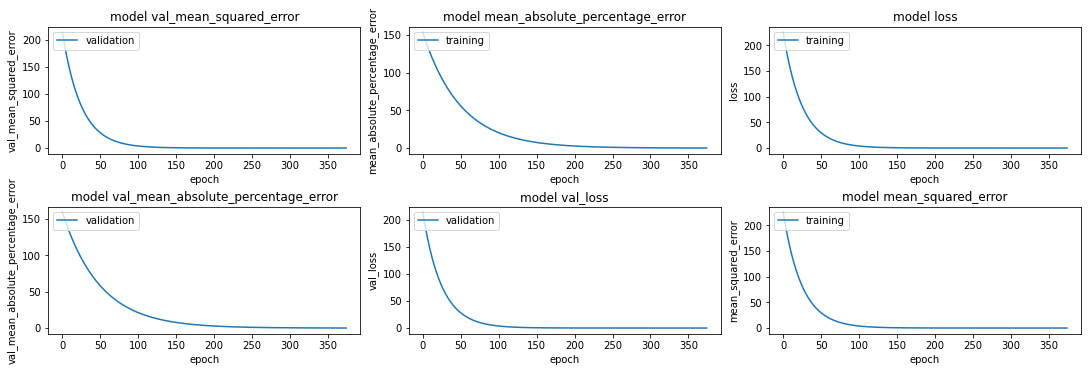 model val_mean_squared_error
val_mean_squared_error
200
150
100
50
0
validation
0 50 100 150 200 250 300 350
epoch
model mean_absolute_percentage_error
mean_absolute_percentage_error
150
100
50
0
training
0 50 100 150 200 250 300 350
epoch
model loss
loss
200
150
100
50
0
training
0 50 100 150 200 250 300 350
epoch
model val_mean_absolute_percentage_error
val_mean_absolute_percentage_error
150
100
50
0
validation
0 50 100 150 200 250 300 350
epoch
model val_loss
val_loss
200
150
100
50
0
validation
0 50 100 150 200 250 300 350
epoch
model mean_squared_error
mean_squared_error
200
150
100
50
0
training
0 50 100 150 200 250 300 350
epoch